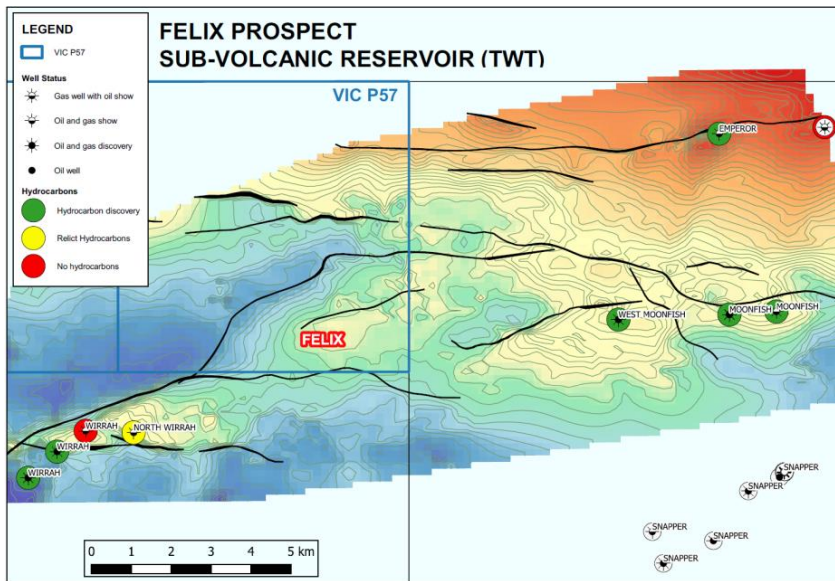 FELIX PROSPECT
SUB-VOLCANIC RESERVOIR (TWT)
LEGEND
VIC P57
Well Status
Gas well with oil show
Oil and gas show
Oil and gas discovery
Oil well
Hydrocarbons
Hydrocarbon discovery
Relict Hydrocarbons
No hydrocarbons
VIC P57
EMPEROR
WEST MOONFISH
MOONFISH
MOONFISH
FELIX
WIRRAH
NORTH WIRRAH
WIRRAH
WIRRAH
SNAPPER
SNAPPER
SNAPPER
SNAPPER
SNAPPER
0 1 2 3 4 5 km